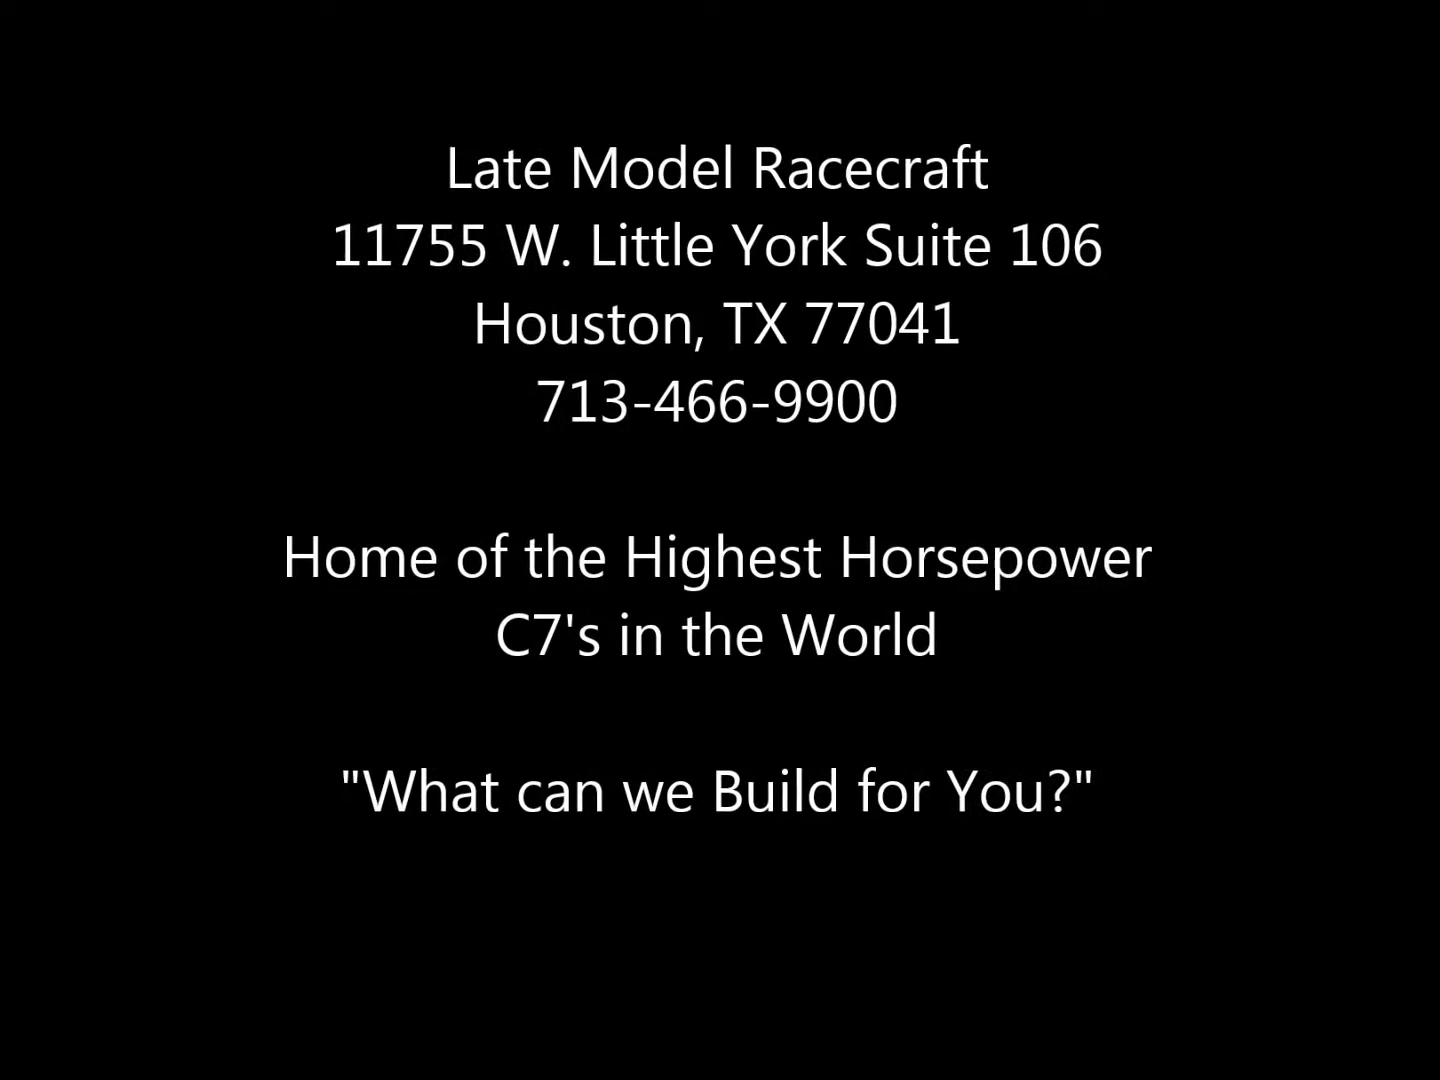 Late Model Racecraft
11755 W. Little York Suite 106
Houston, TX 77041
713-466-9900
Home of the Highest Horsepower
C7's in the World
"What can we Build for You?"